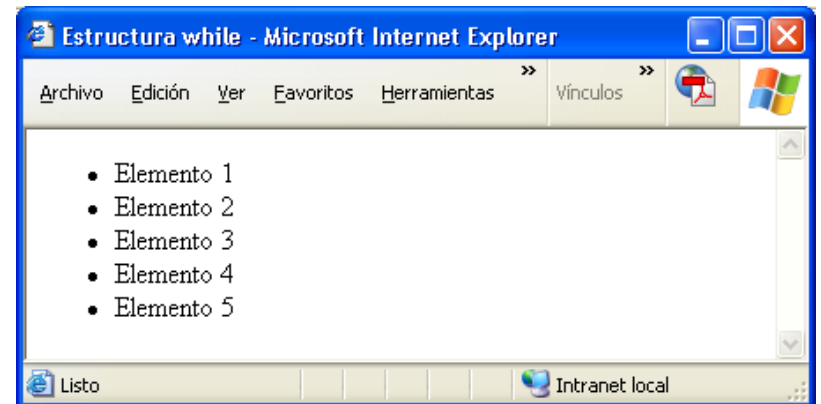 Estructura while - Microsoft Internet Explorer
Archivo Edición Ver Favoritos Herramientas » Vínculos »
• Elemento 1
• Elemento 2
• Elemento 3
• Elemento 4
• Elemento 5
Listo Intranet local